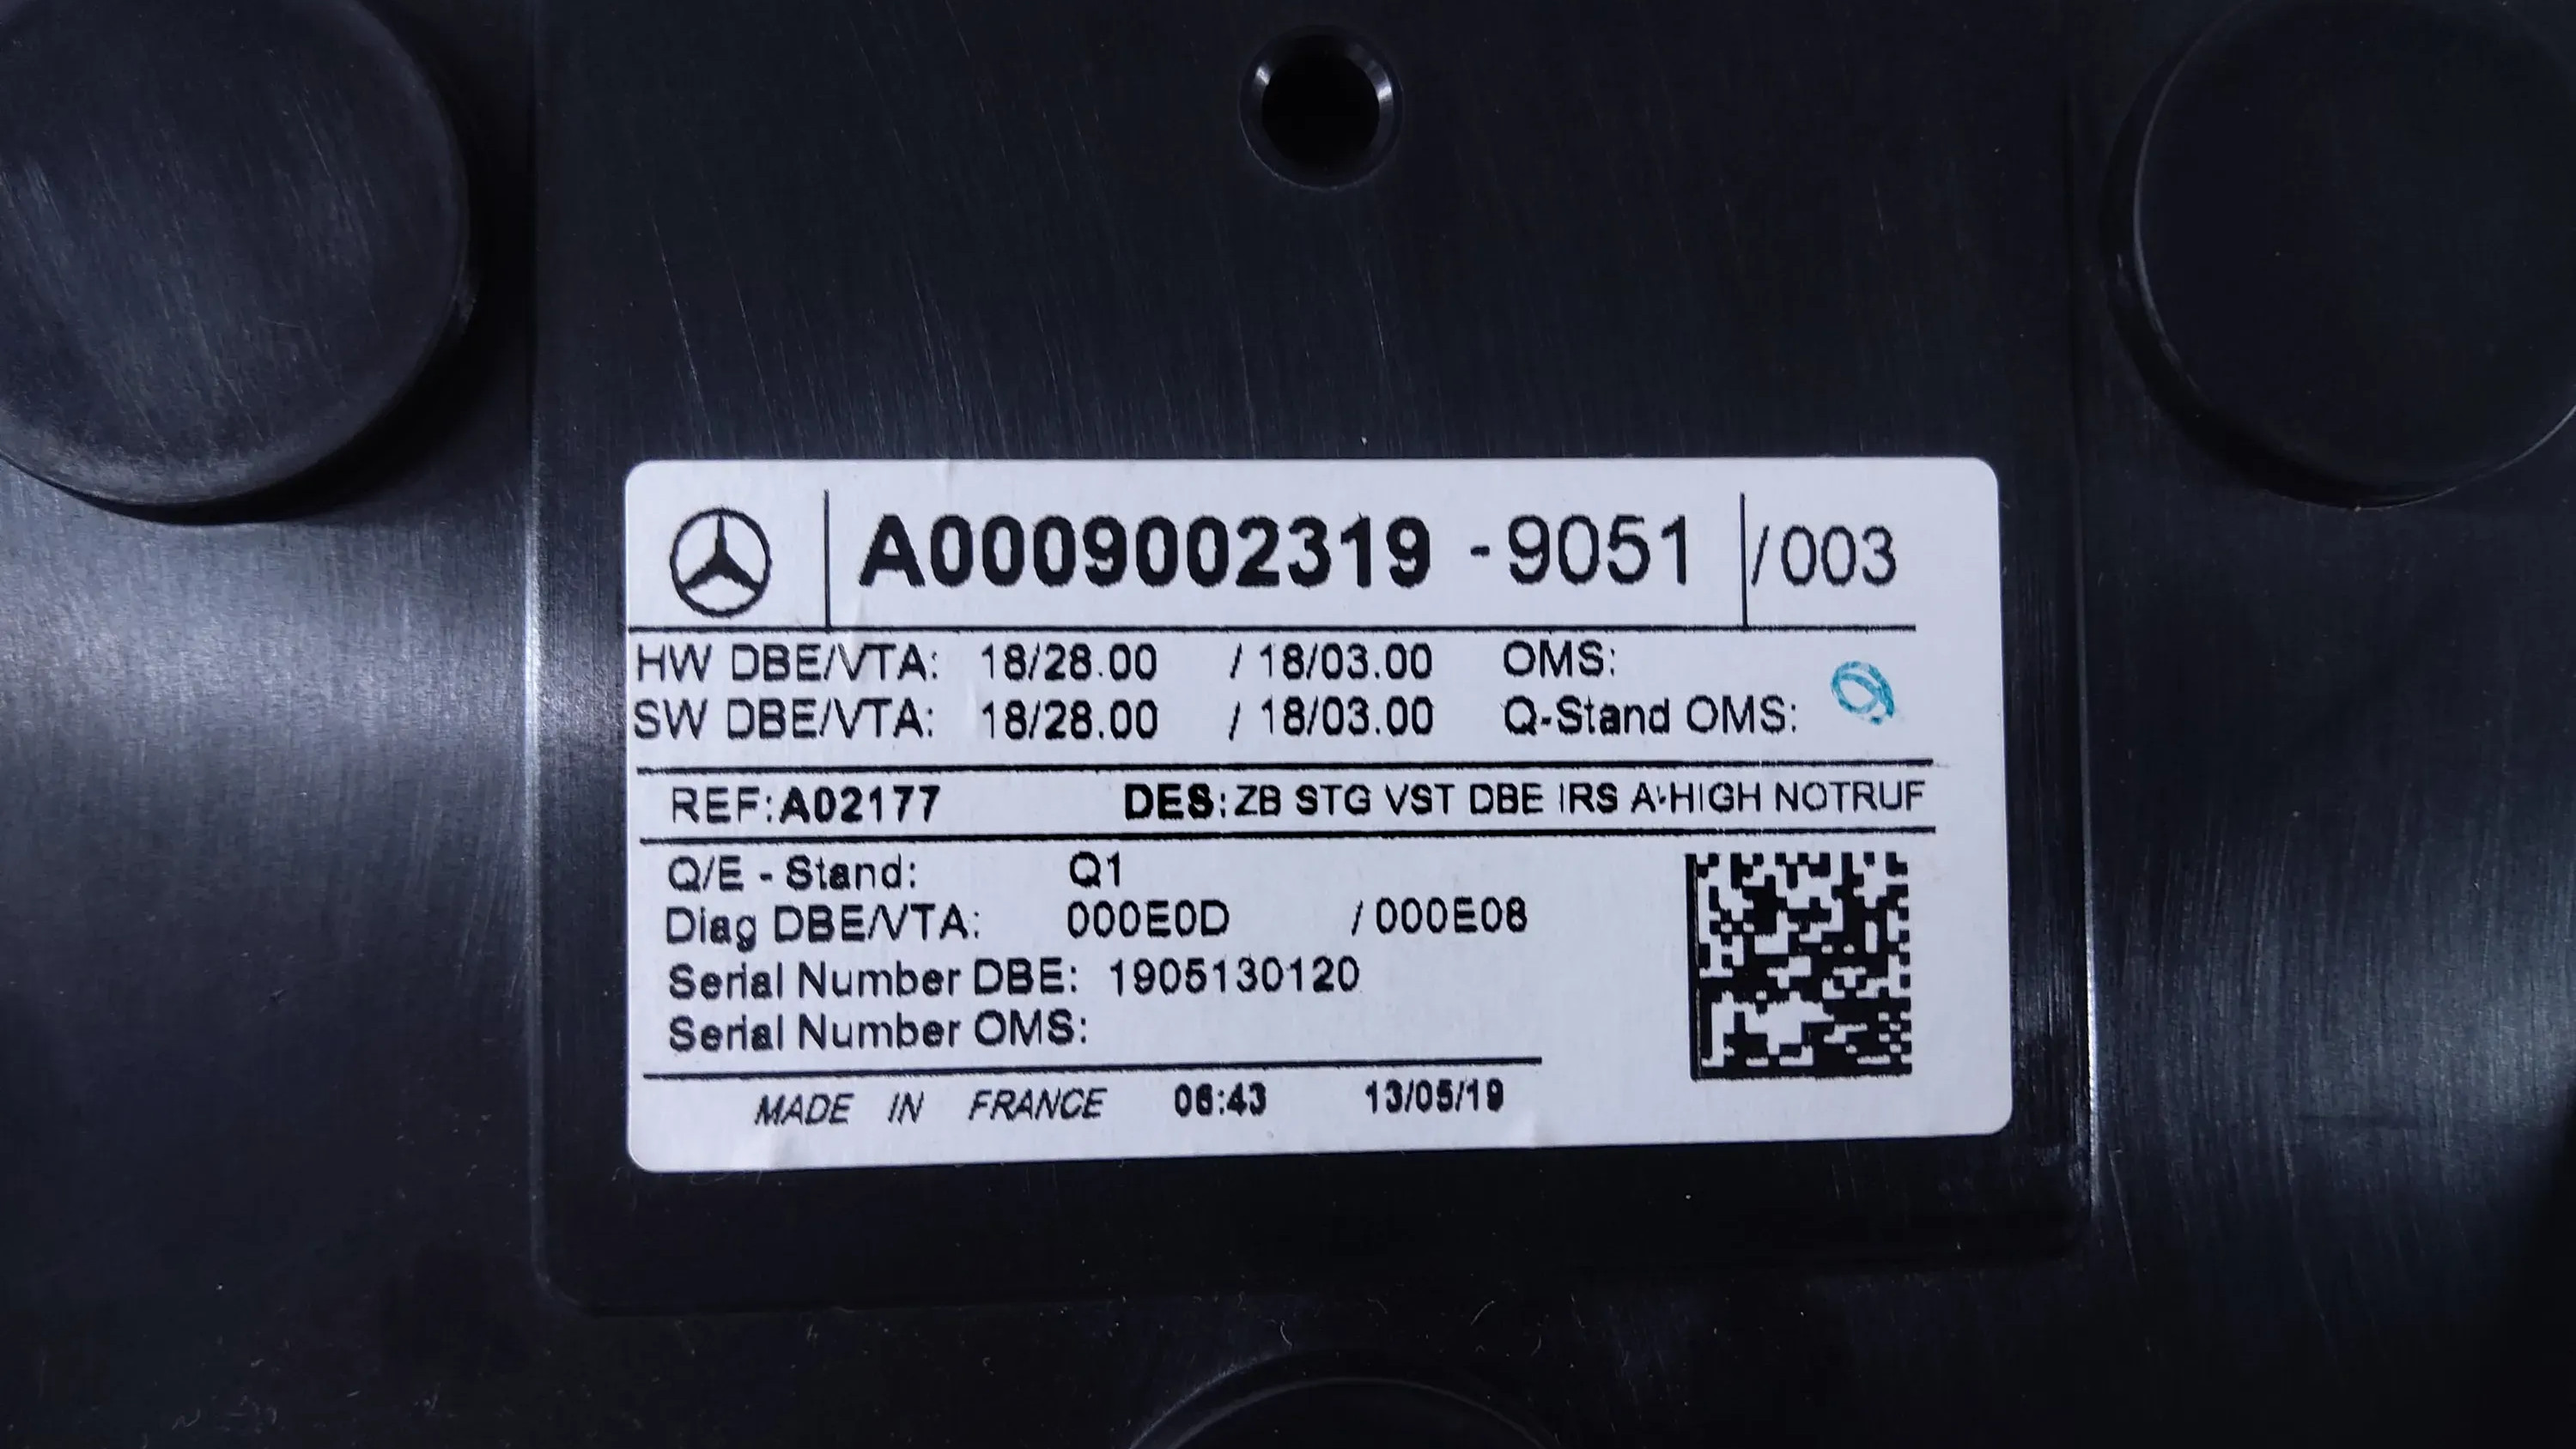 A0009002319 -9051 /003
HW DBE/VTA: 18/28.00 / 18/03.00 OMS:
SW DBE/VTA: 18/28.00 / 18/03.00 Q-Stand OMS:
REF:A02177 DES:ZB STG VST DBE IRS A-HIGH NOTRUF
Q/E - Stand: Q1
Diag DBE/VTA: 000E0D / 000E08
Serial Number DBE: 1905130120
Serial Number OMS:
MADE IN FRANCE 06:43 13/05/19